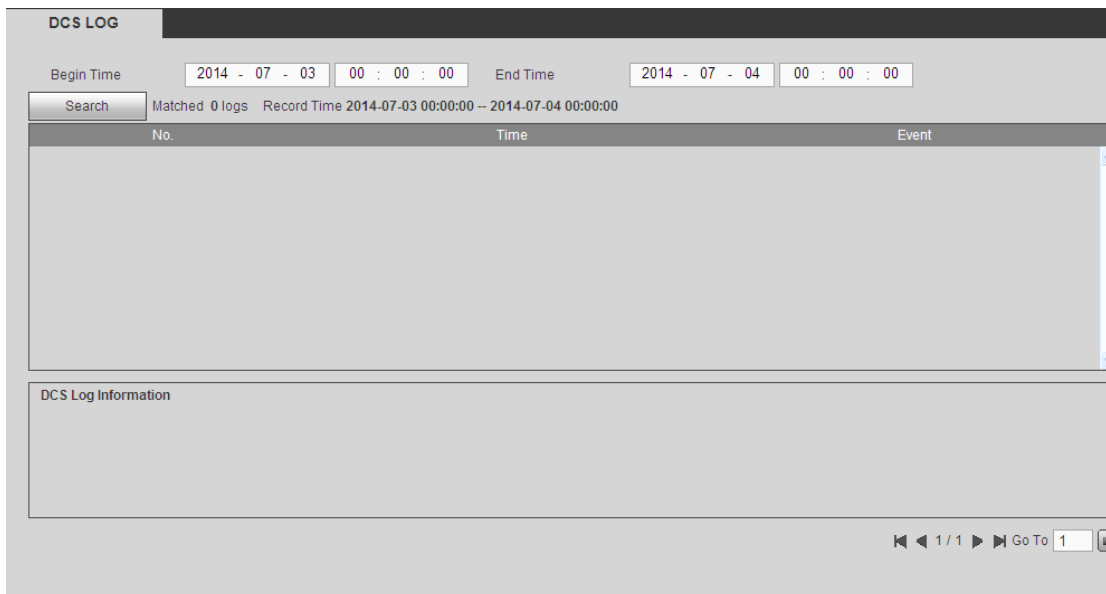 DCS LOG
Begin Time 2014 - 07 - 03 00 : 00 : 00 End Time 2014 - 07 - 04 00 : 00 : 00
Search Matched 0 logs Record Time 2014-07-03 00:00:00 -- 2014-07-04 00:00:00
No. Time Event
DCS Log Information
1 / 1 Go To 1